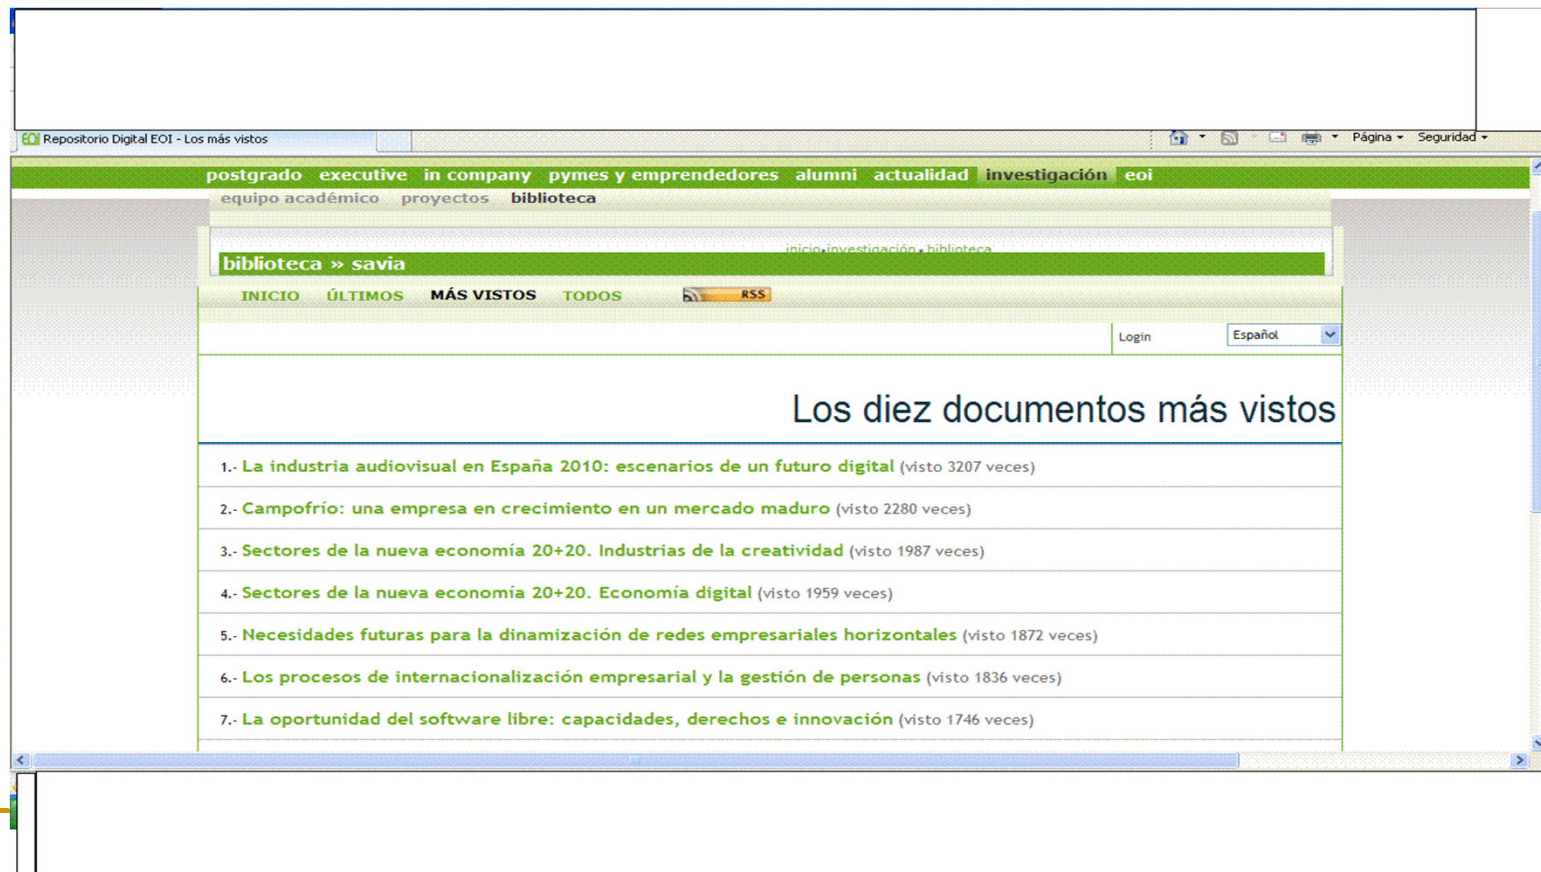 EOI Repositorio Digital EOI - Los más vistos
Página Seguridad
postgrado executive in company pymes y emprendedores alumni actualidad investigación eoi
equipo académico proyectos biblioteca
inicio • investigación • biblioteca
biblioteca » savia
INICIO ÚLTIMOS MÁS VISTOS TODOS RSS
Login Español
Los diez documentos más vistos
1.- La industria audiovisual en España 2010: escenarios de un futuro digital (visto 3207 veces)
2.- Campofrío: una empresa en crecimiento en un mercado maduro (visto 2280 veces)
3.- Sectores de la nueva economía 20+20. Industrias de la creatividad (visto 1987 veces)
4.- Sectores de la nueva economía 20+20. Economía digital (visto 1959 veces)
5.- Necesidades futuras para la dinamización de redes empresariales horizontales (visto 1872 veces)
6.- Los procesos de internacionalización empresarial y la gestión de personas (visto 1836 veces)
7.- La oportunidad del software libre: capacidades, derechos e innovación (visto 1746 veces)